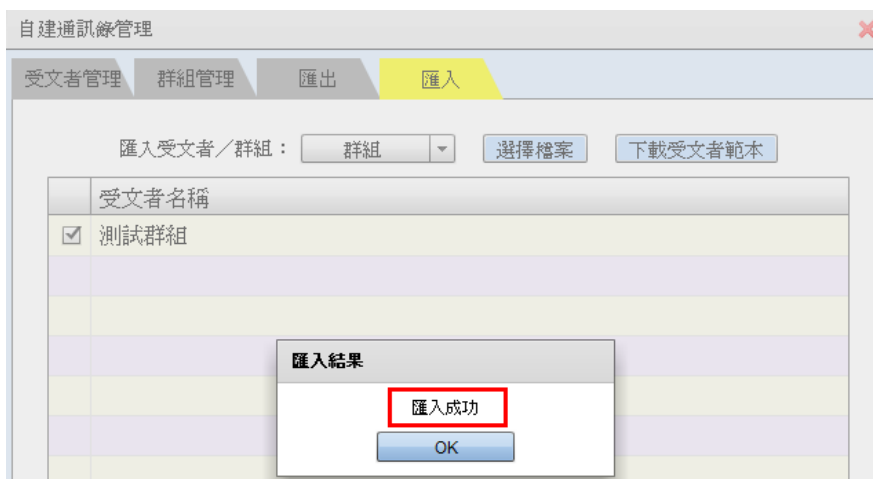 自建通訊錄管理
受文者管理 群組管理 匯出 匯入
匯入受文者／群組： 群組 選擇檔案 下載受文者範本
受文者名稱
測試群組
匯入結果
匯入成功
OK